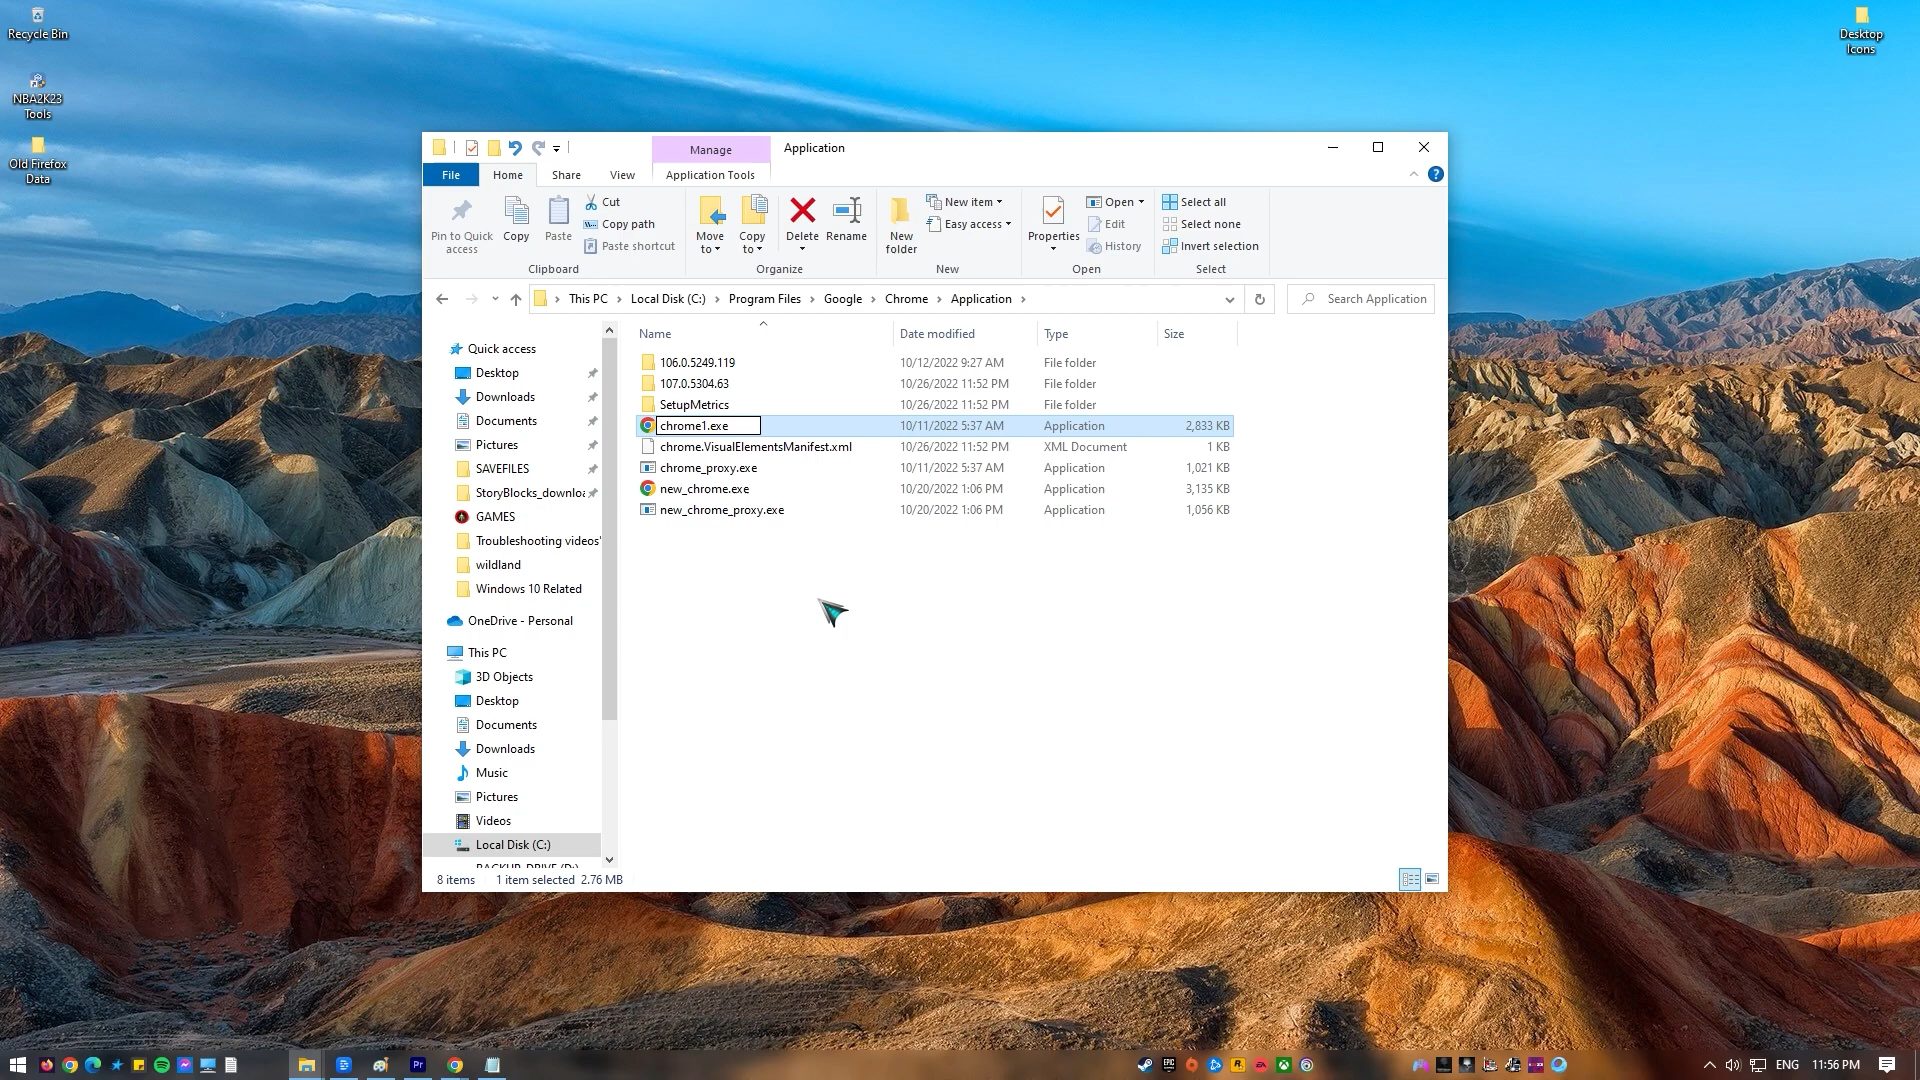 Recycle Bin
NBA2K23
Tools
Old Firefox
Data
Desktop
Icons
Manage
Application
File
Home
Share
View
Application Tools
Pin to Quick
access
Copy
Paste
Cut
Copy path
Paste shortcut
Clipboard
Move
to
Copy
to
Delete
Rename
Organize
New
folder
New item
Easy access
New
Properties
Open
Edit
History
Open
Select all
Select none
Invert selection
Select
This PC
Local Disk (C:)
Program Files
Google
Chrome
Application
Search Application
Name
Date modified
Type
Size
106.0.5249.119 10/12/2022 9:27 AM File folder
107.0.5304.63 10/26/2022 11:52 PM File folder
SetupMetrics 10/26/2022 11:52 PM File folder
chrome1.exe 10/11/2022 5:37 AM Application 2,833 KB
chrome.VisualElementsManifest.xml 10/26/2022 11:52 PM XML Document 1 KB
chrome_proxy.exe 10/11/2022 5:37 AM Application 1,021 KB
new_chrome.exe 10/20/2022 1:06 PM Application 3,135 KB
new_chrome_proxy.exe 10/20/2022 1:06 PM Application 1,056 KB
Quick access
Desktop
Downloads
Documents
Pictures
SAVEFILES
StoryBlocks_downloa
GAMES
Troubleshooting videos'
wildland
Windows 10 Related
OneDrive - Personal
This PC
3D Objects
Desktop
Documents
Downloads
Music
Pictures
Videos
Local Disk (C:)
BACKUP_DRIVE (D:)
8 items
1 item selected 2.76 MB
Pr
EPIC
EA
ENG
11:56 PM